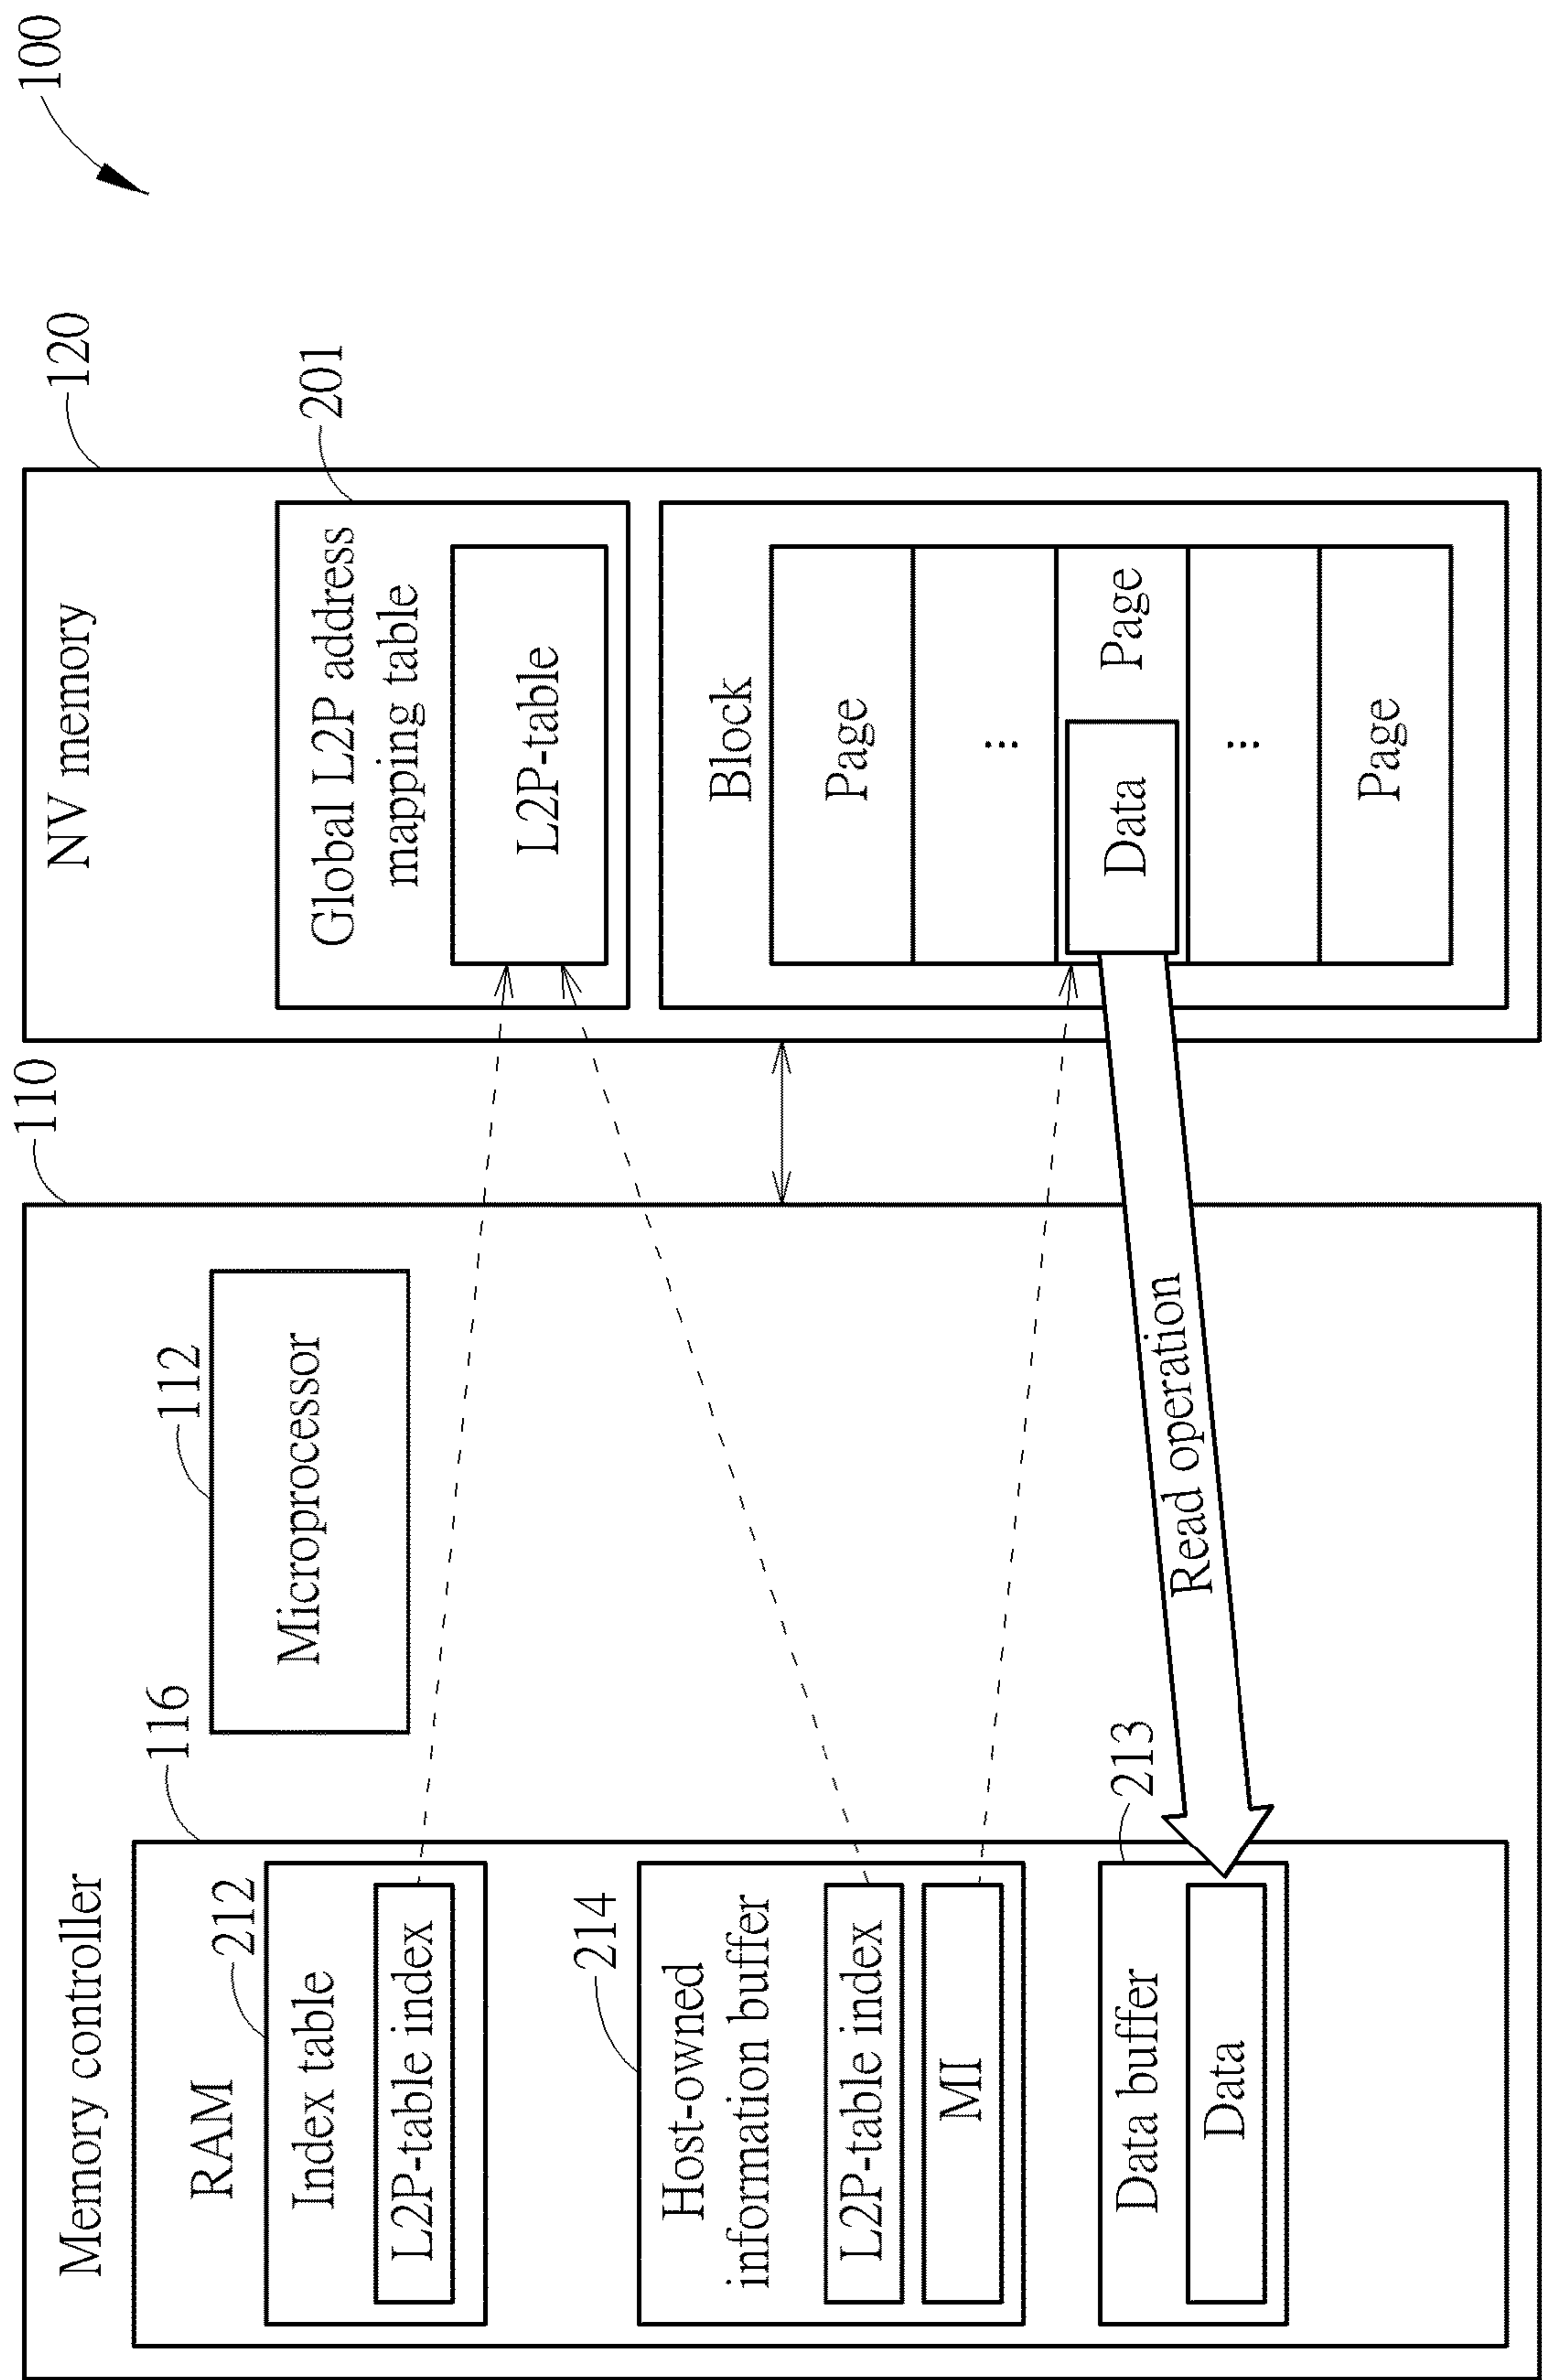 100
110
120
Memory controller
116
RAM
112
Microprocessor
212
Index table
L2P-table index
214
Host-owned
information buffer
L2P-table index
MI
213
Data buffer
Data
Read operation
NV memory
201
Global L2P address
mapping table
L2P-table
Block
Page
...
Data
Page
...
Page